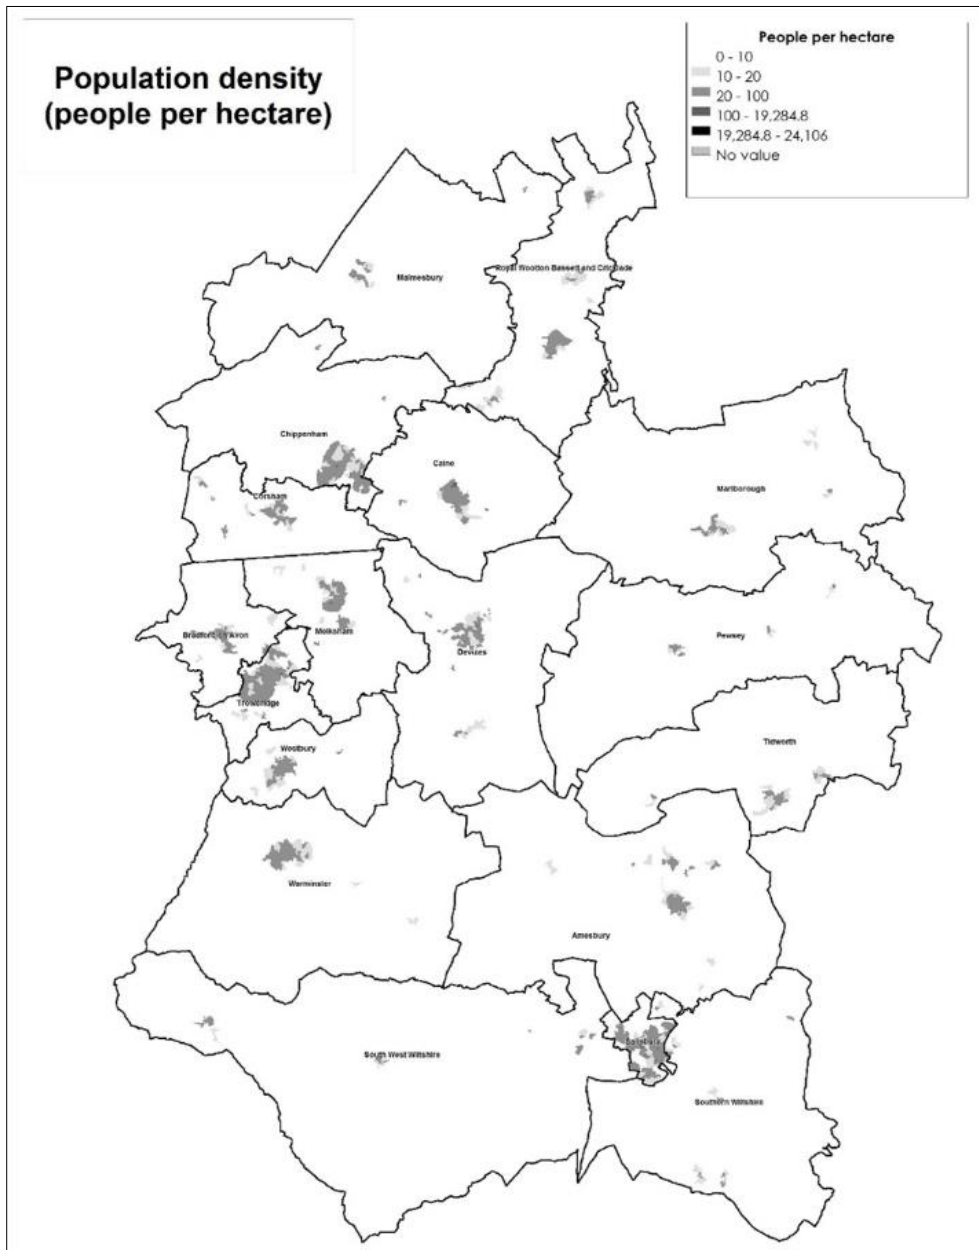 Population density
(people per hectare)
People per hectare
0 - 10
10 - 20
20 - 100
100 - 19,284.8
19,284.8 - 24,106
No value
Malmesbury
Royal Wootton Bassett and Cricklade
Chippenham
Calne
Corsham
Marlborough
Bradford on Avon
Melksham
Devizes
Pewsey
Trowbridge
Tidworth
Westbury
Warminster
Amesbury
Salisbury
South West Wiltshire
Southern Wiltshire